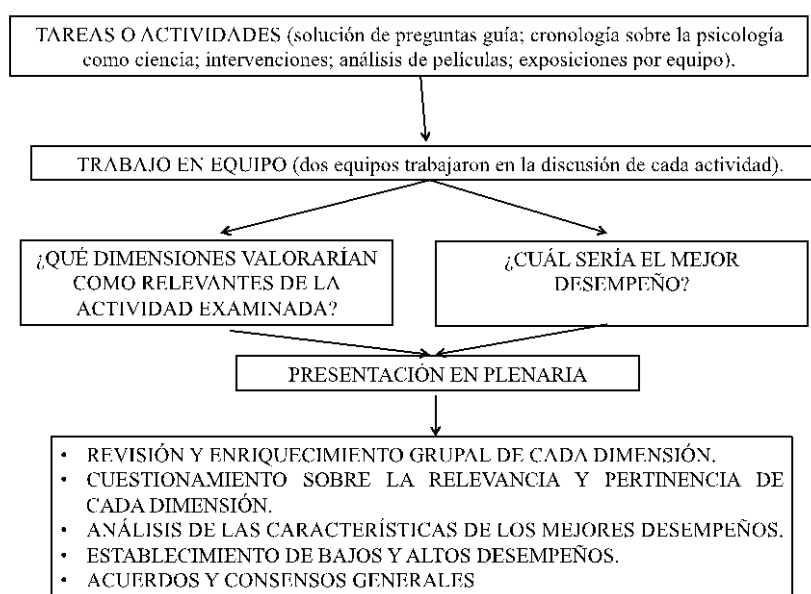 TAREAS O ACTIVIDADES (solución de preguntas guía; cronología sobre la psicología
como ciencia; intervenciones; análisis de películas; exposiciones por equipo).
TRABAJO EN EQUIPO (dos equipos trabajaron en la discusión de cada actividad).
¿QUÉ DIMENSIONES VALORARÍAN
COMO RELEVANTES DE LA
ACTIVIDAD EXAMINADA?
¿CUÁL SERÍA EL MEJOR
DESEMPEÑO?
PRESENTACIÓN EN PLENARIA
• REVISIÓN Y ENRIQUECIMIENTO GRUPAL DE CADA DIMENSIÓN.
• CUESTIONAMIENTO SOBRE LA RELEVANCIA Y PERTINENCIA DE
CADA DIMENSIÓN.
• ANÁLISIS DE LAS CARACTERÍSTICAS DE LOS MEJORES DESEMPEÑOS.
• ESTABLECIMIENTO DE BAJOS Y ALTOS DESEMPEÑOS.
• ACUERDOS Y CONSENSOS GENERALES